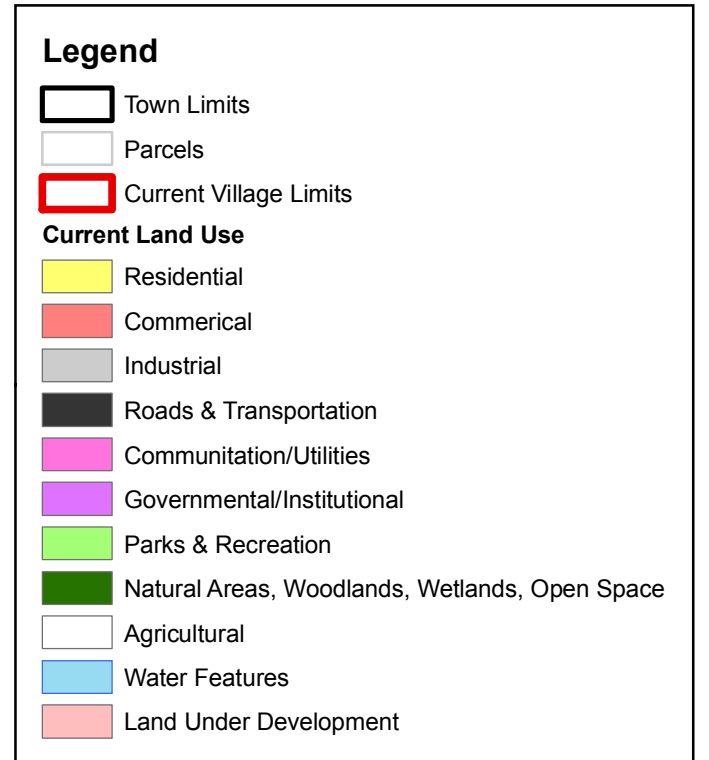 Legend
Town Limits
Parcels
Current Village Limits
Current Land Use
Residential
Commerical
Industrial
Roads & Transportation
Communitation/Utilities
Governmental/Institutional
Parks & Recreation
Natural Areas, Woodlands, Wetlands, Open Space
Agricultural
Water Features
Land Under Development